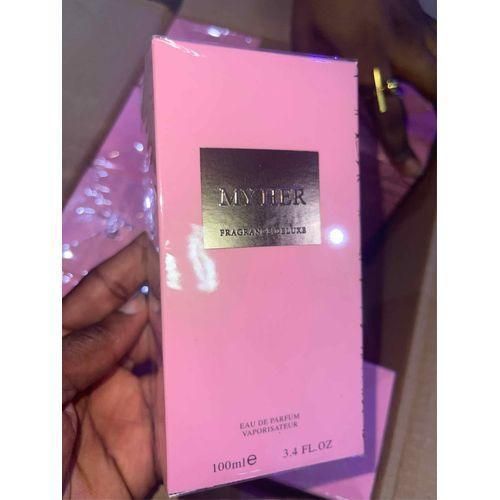 MY HER
FRAGRANCE DELUXE
EAU DE PARFUM
VAPORISATEUR
100ml e 3.4 FL.OZ